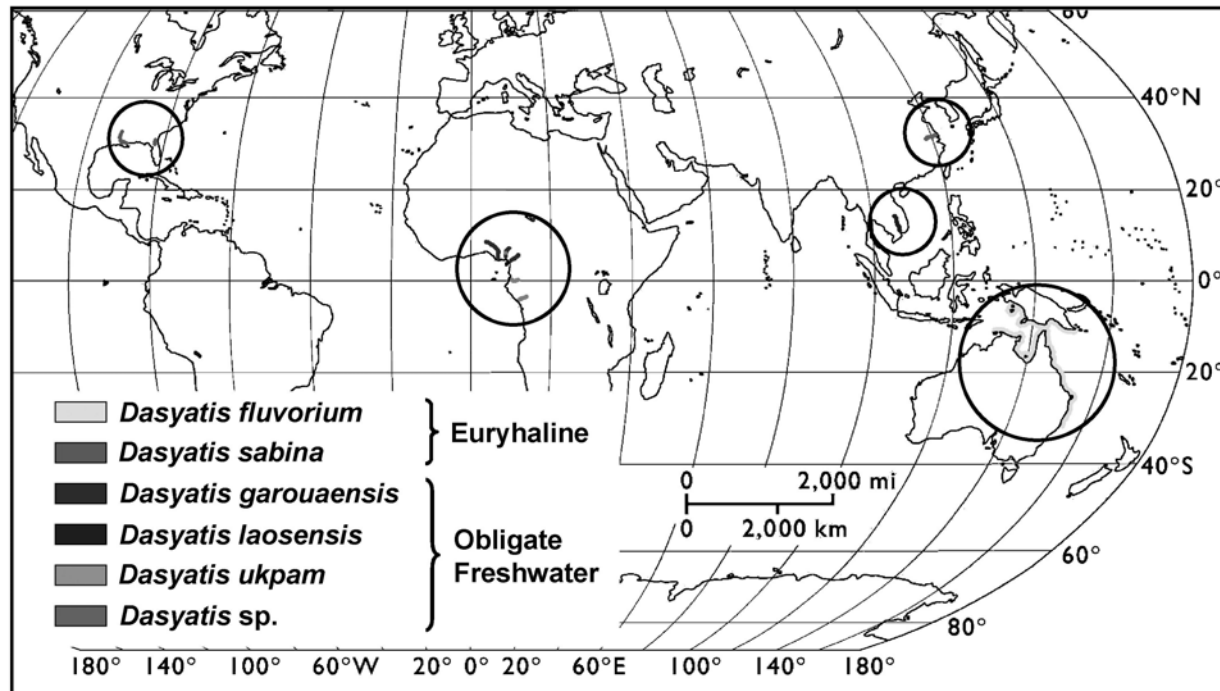 60
40°N
20°
0°
20°
40°S
60°
80°
Dasyatis fluvorium
Dasyatis sabina
Euryhaline
Dasyatis garouaensis
Dasyatis laosensis
Dasyatis ukpam
Dasyatis sp.
Obligate
Freshwater
0 2,000 mi
0 2,000 km
180° 140° 100° 60°W 20° 0° 20° 60°E 100° 140° 180°